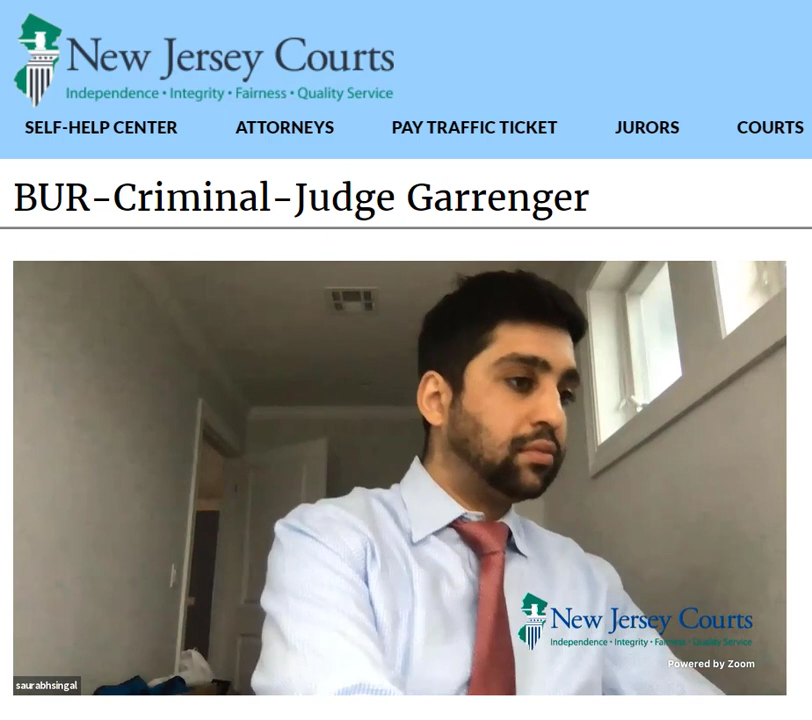 New Jersey Courts
Independence • Integrity • Fairness • Quality Service
SELF-HELP CENTER ATTORNEYS PAY TRAFFIC TICKET JURORS COURTS
BUR-Criminal-Judge Garrenger
New Jersey Courts
Independence • Integrity • Fairness • Quality Service
Powered by Zoom
saurabhsingal